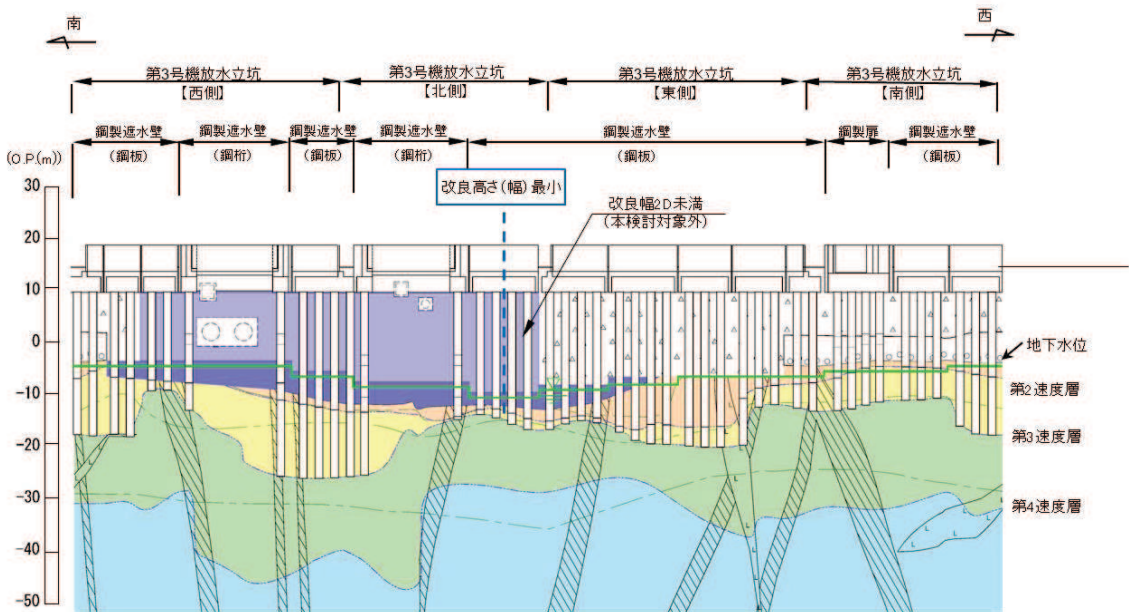 南
西
第3号機放水立坑
【西側】
第3号機放水立坑
【北側】
第3号機放水立坑
【東側】
第3号機放水立坑
【南側】
鋼製遮水壁
(鋼板)
鋼製遮水壁
(鋼桁)
鋼製遮水壁
(鋼板)
鋼製遮水壁
(鋼桁)
鋼製遮水壁
(鋼板)
鋼製扉
鋼製遮水壁
(鋼板)
(O.P.(m))
改良高さ(幅)最小
改良幅2D未満
(本検討対象外)
30
20
10
0
-10
-20
-30
-40
-50
地下水位
第2速度層
第3速度層
第4速度層